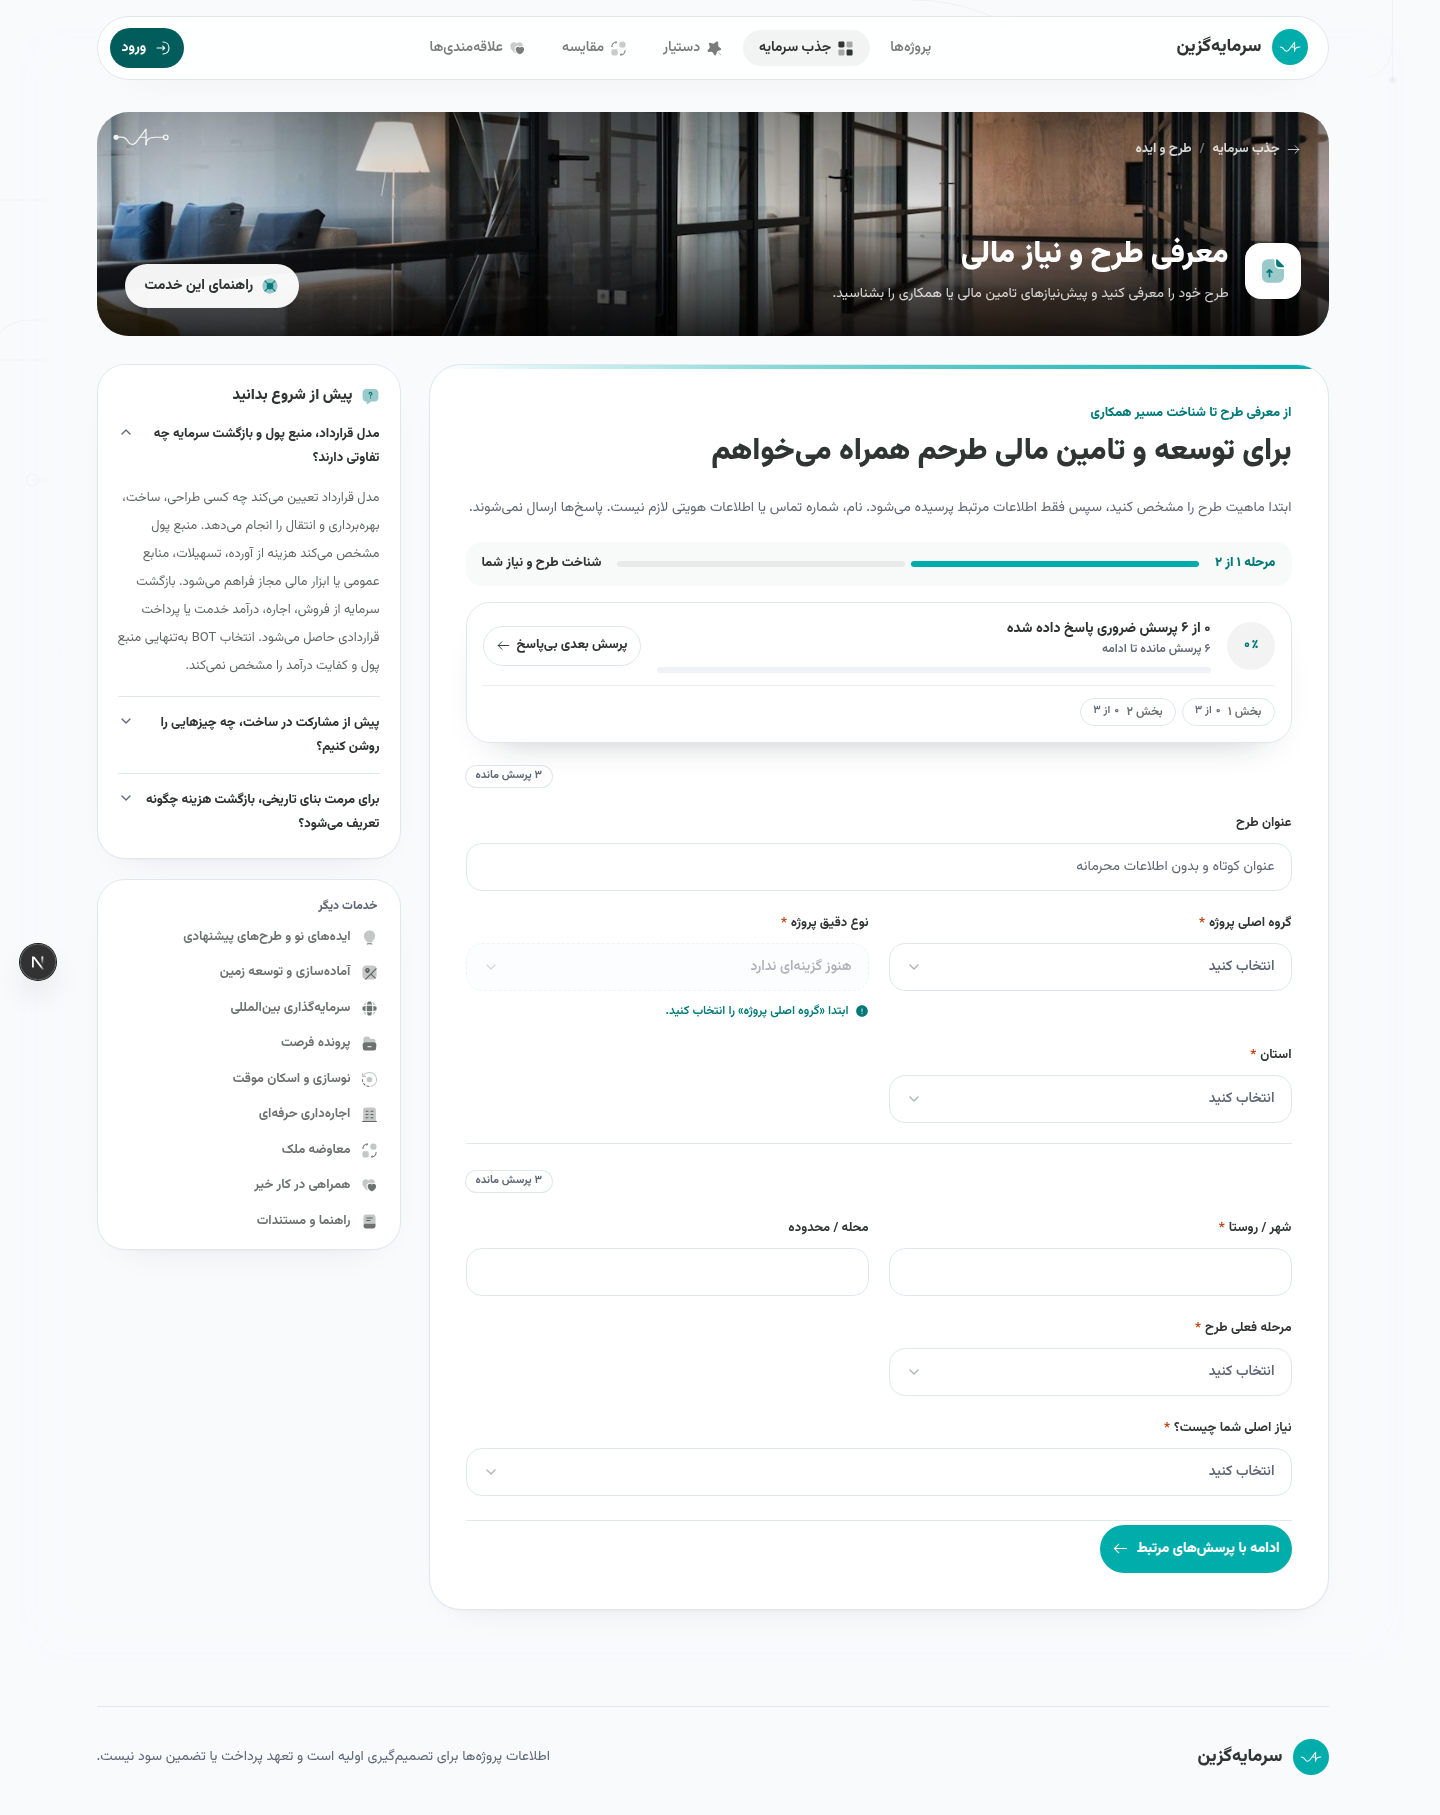 سرمایه‌گزین
پروژه‌ها
جذب سرمایه
دستیار
مقایسه
علاقه‌مندی‌ها
ورود
جذب سرمایه / طرح و ایده
معرفی طرح و نیاز مالی
طرح خود را معرفی کنید و پیش‌نیازهای تامین مالی یا همکاری را بشناسید.
راهنمای این خدمت
از معرفی طرح تا شناخت مسیر همکاری
برای توسعه و تامین مالی طرحم همراه می‌خواهم
ابتدا ماهیت طرح را مشخص کنید، سپس فقط اطلاعات مرتبط پرسیده می‌شود. نام، شماره تماس یا اطلاعات هویتی لازم نیست. پاسخ‌ها ارسال نمی‌شوند.
مرحله ۱ از ۲
شناخت طرح و نیاز شما
۰٪
۰ از ۶ پرسش ضروری پاسخ داده شده
۶ پرسش مانده تا ادامه
پرسش بعدی بی‌پاسخ
بخش ۱ ۰ از ۳
بخش ۲ ۰ از ۳
۳ پرسش مانده
عنوان طرح
عنوان کوتاه و بدون اطلاعات محرمانه
گروه اصلی پروژه *
انتخاب کنید
نوع دقیق پروژه *
هنوز گزینه‌ای ندارد
ابتدا «گروه اصلی پروژه» را انتخاب کنید.
استان *
انتخاب کنید
۳ پرسش مانده
شهر / روستا *
محله / محدوده
مرحله فعلی طرح *
انتخاب کنید
نیاز اصلی شما چیست؟ *
انتخاب کنید
ادامه با پرسش‌های مرتبط
پیش از شروع بدانید
مدل قرارداد، منبع پول و بازگشت سرمایه چه
تفاوتی دارند؟
مدل قرارداد تعیین می‌کند چه کسی طراحی، ساخت،
بهره‌برداری و انتقال را انجام می‌دهد. منبع پول
مشخص می‌کند هزینه از آورده، تسهیلات، منابع
عمومی یا ابزار مالی مجاز فراهم می‌شود. بازگشت
سرمایه از فروش، اجاره، درآمد خدمت یا پرداخت
قراردادی حاصل می‌شود. انتخاب BOT به‌تنهایی منبع
پول و کفایت درآمد را مشخص نمی‌کند.
پیش از مشارکت در ساخت، چه چیزهایی را
روشن کنیم؟
برای مرمت بنای تاریخی، بازگشت هزینه چگونه
تعریف می‌شود؟
خدمات دیگر
ایده‌های نو و طرح‌های پیشنهادی
آماده‌سازی و توسعه زمین
سرمایه‌گذاری بین‌المللی
پرونده فرصت
نوسازی و اسکان موقت
اجاره‌داری حرفه‌ای
معاوضه ملک
همراهی در کار خیر
راهنما و مستندات
N
سرمایه‌گزین
اطلاعات پروژه‌ها برای تصمیم‌گیری اولیه است و تعهد پرداخت یا تضمین سود نیست.